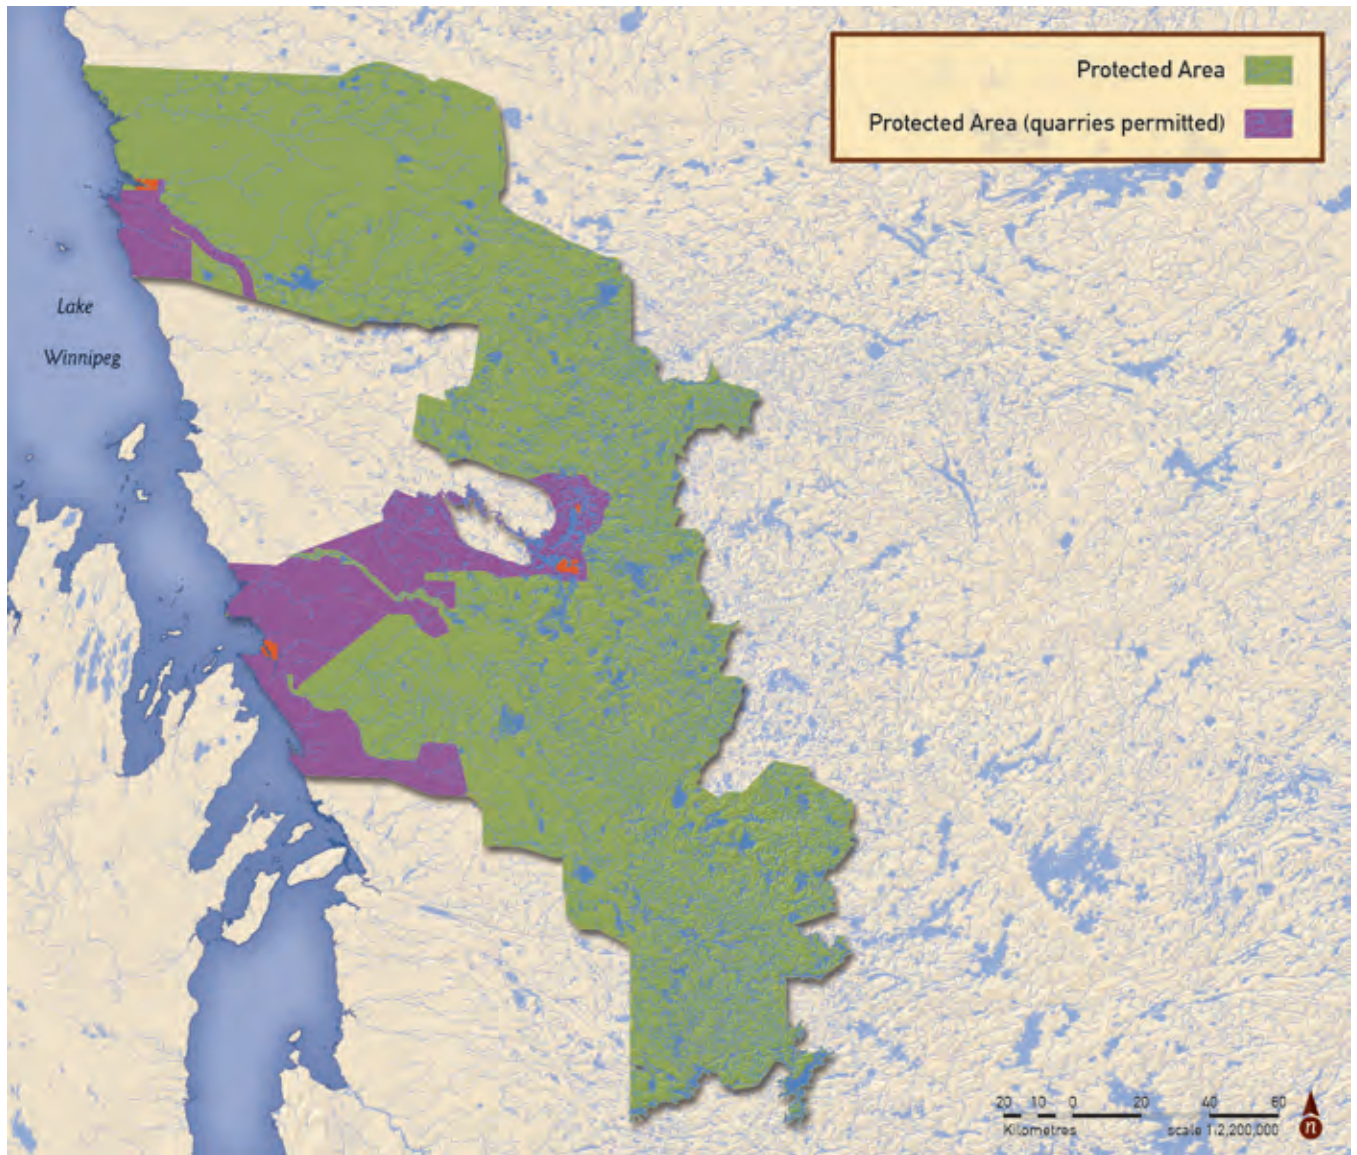 Protected Area
Protected Area (quarries permitted)
Lake
Winnipeg
20 10 0 20 40 60
Kilometres scale 1:2,200,000
n